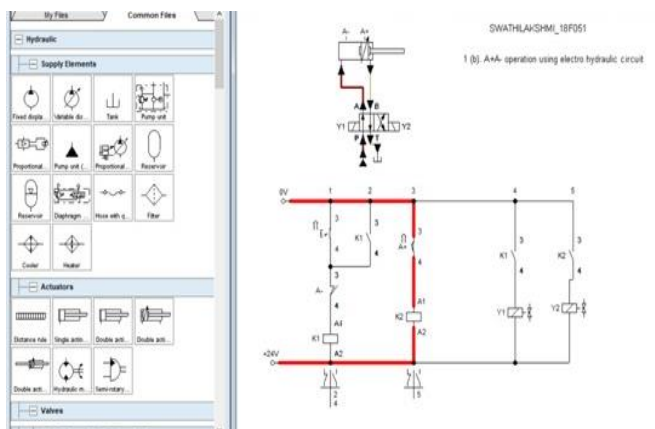 My Files Common Files
Hydraulic
Supply Elements
Fixed displa... Variable dis... Tank Pump unit
Proportional... Pump unit (... Proportional... Reservoir
Reservoir Diaphragm ... Hose with q... Filter
Cooler Heater
Actuators
Distance rule Single actin... Double acti... Double acti...
Double acti... Hydraulic m... Semi-rotary ...
Valves
SWATHILAKSHMI_18F051
1 (b). A+A- operation using electro hydraulic circuit
A- A+
A B
Y1 Y2
P T
1 2 3 4 5
0V
3 3 3 3 3
K1 A+ K1 K2
4 4 4 4 4
3
A-
4
A1 A1
K1 K2 Y1 Y2
A2 A2
+24V
2 5
4